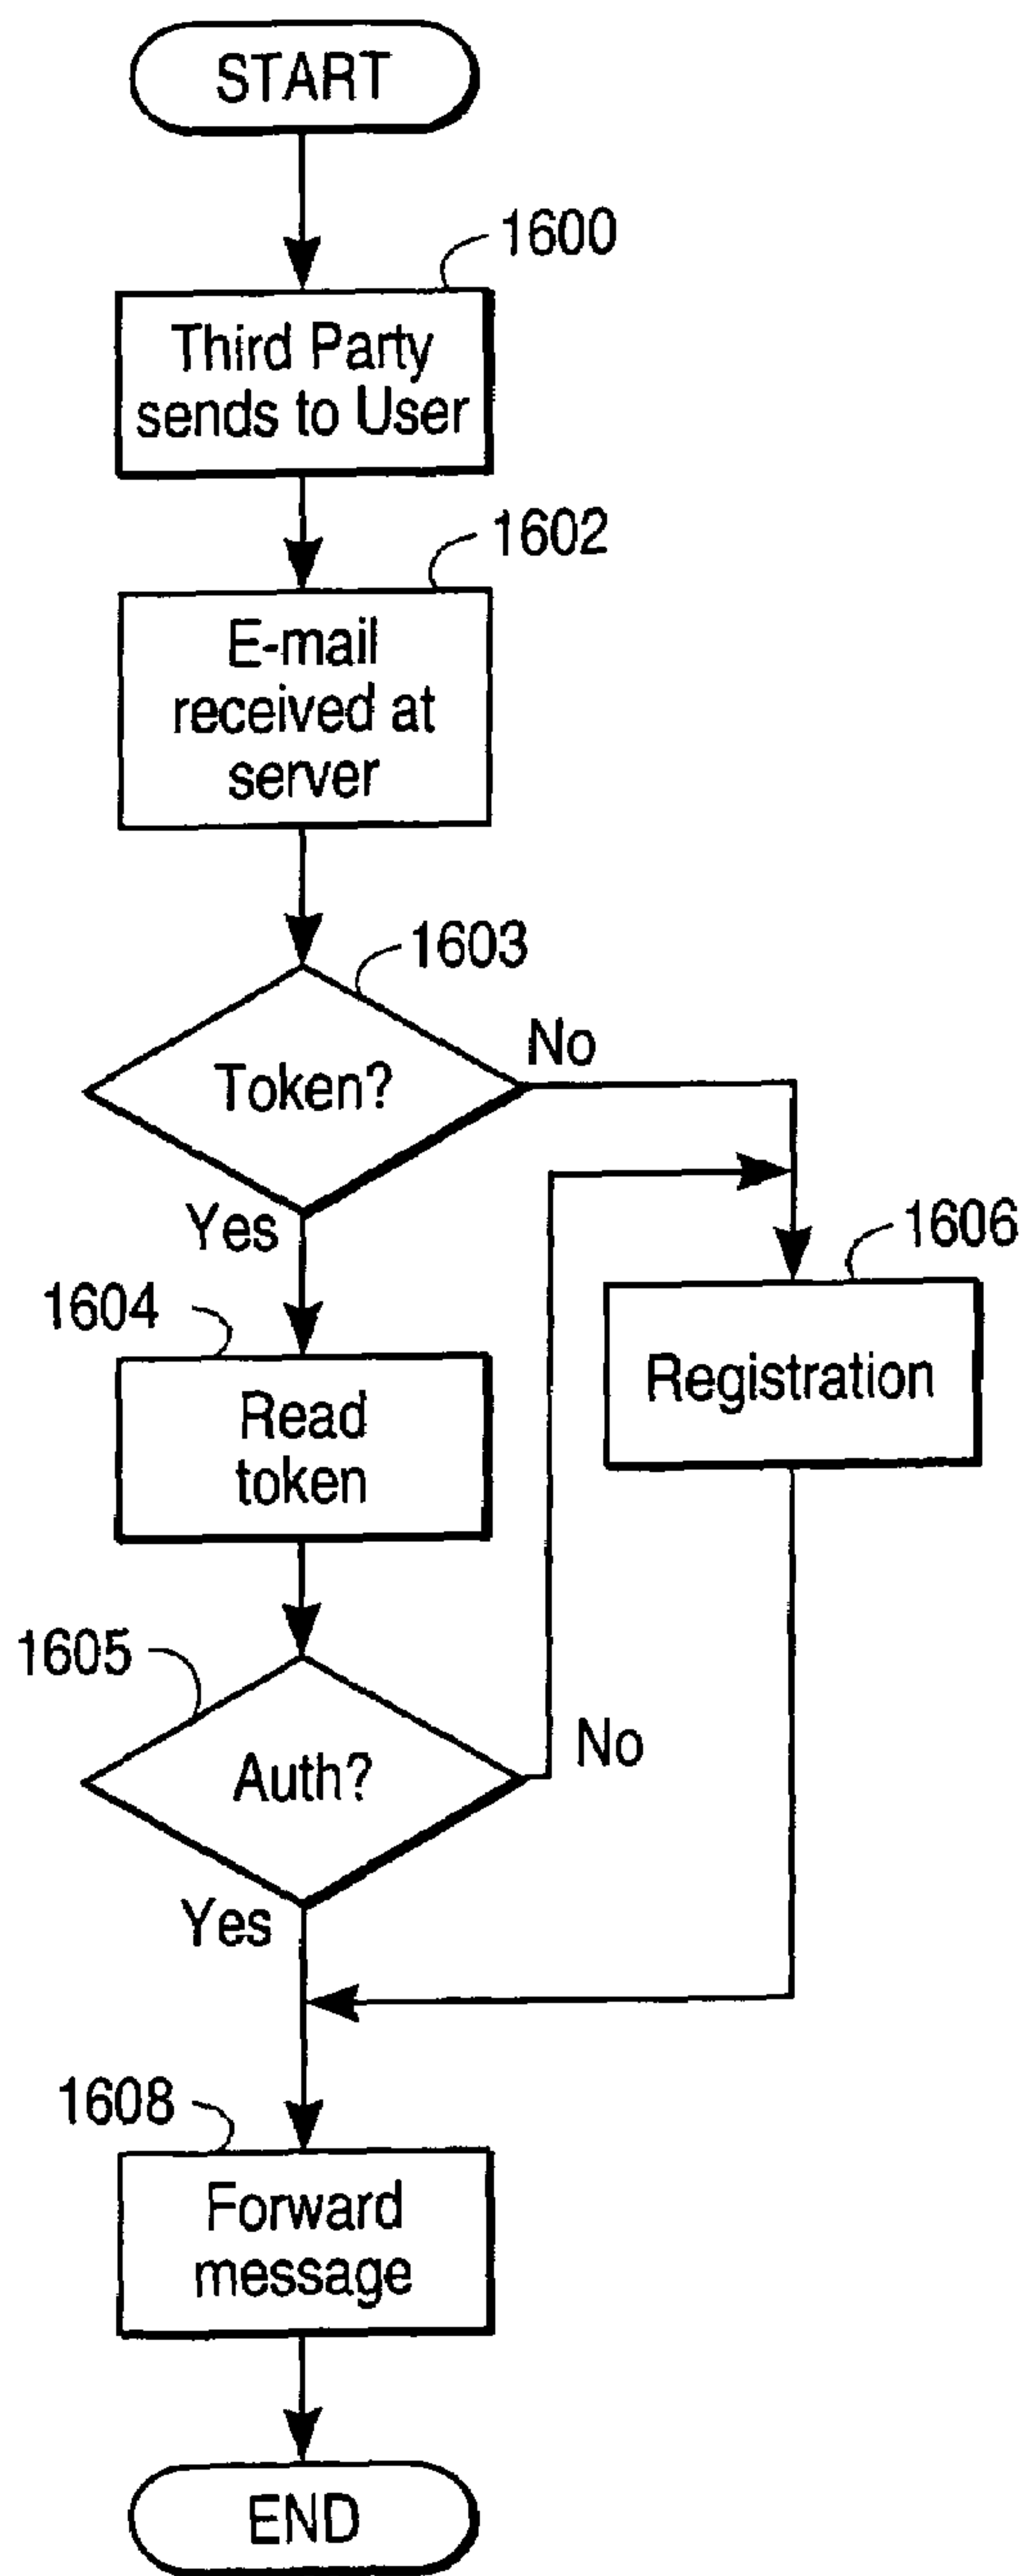 START
1600
Third Party
sends to User
1602
E-mail
received at
server
1603
Token?
No
Yes
1606
1604
Registration
Read
token
1605
Auth?
No
Yes
1608
Forward
message
END